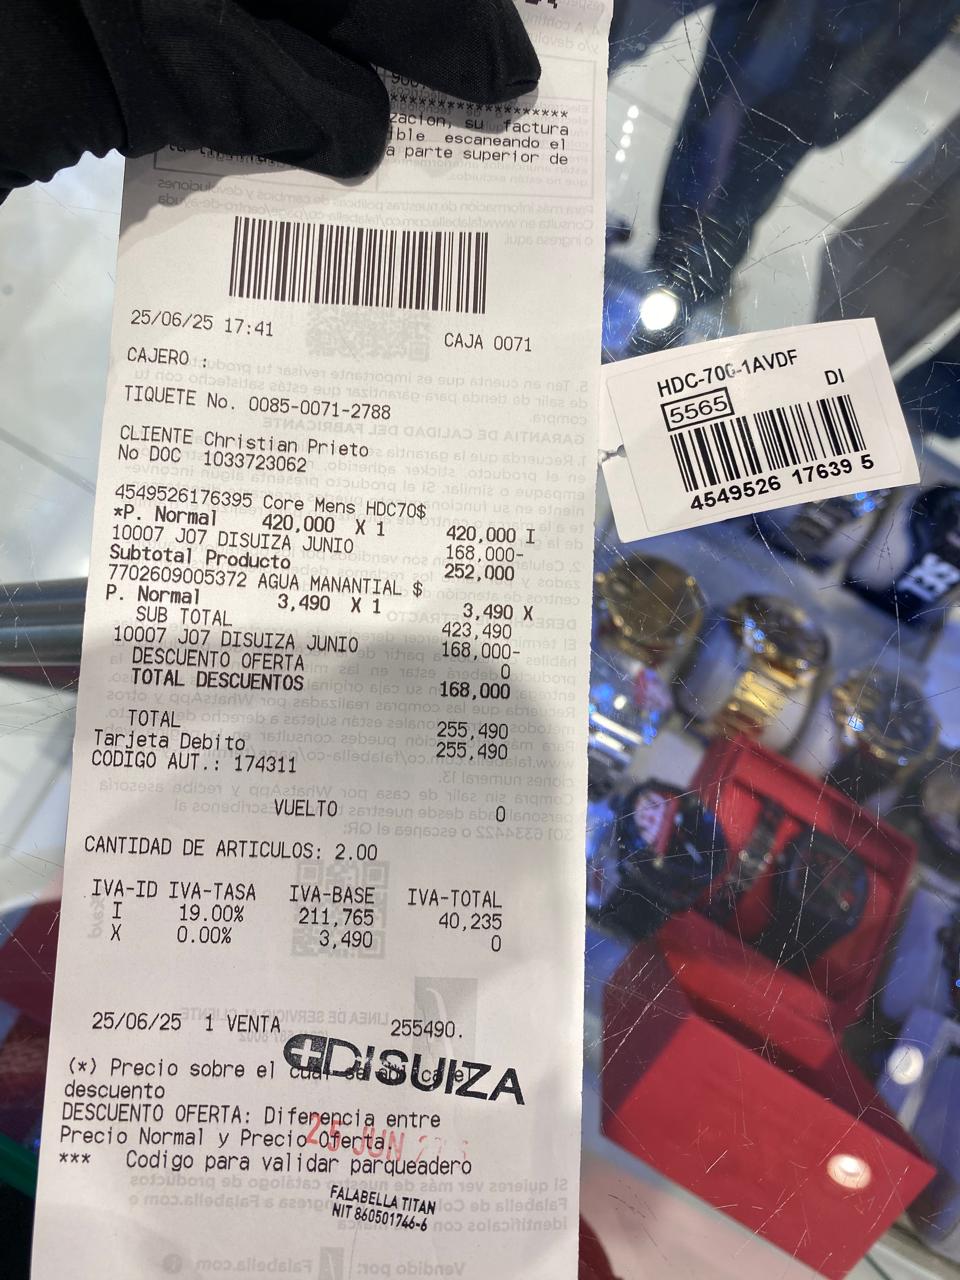 zacion, su factura
ible escaneando el
a parte superior de
25/06/25 17:41
CAJA 0071
CAJERO :
TIQUETE No. 0085-0071-2788
CLIENTE Christian Prieto
No DOC 1033723062
4549526176395 Core Mens HDC70$
*P. Normal 420,000 X 1 420,000 I
10007 J07 DISUIZA JUNIO 168,000-
Subtotal Producto 252,000
7702609005372 AGUA MANANTIAL $
P. Normal 3,490 X 1 3,490 X
SUB TOTAL 423,490
10007 J07 DISUIZA JUNIO 168,000-
DESCUENTO OFERTA 0
TOTAL DESCUENTOS 168,000
TOTAL 255,490
Tarjeta Debito 255,490
CODIGO AUT.: 174311
VUELTO 0
CANTIDAD DE ARTICULOS: 2.00
IVA-ID IVA-TASA IVA-BASE IVA-TOTAL
I 19.00% 211,765 40,235
X 0.00% 3,490 0
25/06/25 1 VENTA 255490.
DISUIZA
(*) Precio sobre el cual se
descuento
DESCUENTO OFERTA: Diferencia entre
Precio Normal y Precio Oferta.
25 JUN
*** Codigo para validar parqueadero
FALABELLA TITAN
NIT 860501746-6
HDC-700-1AVDF
5565 DI
4549526 17639 5